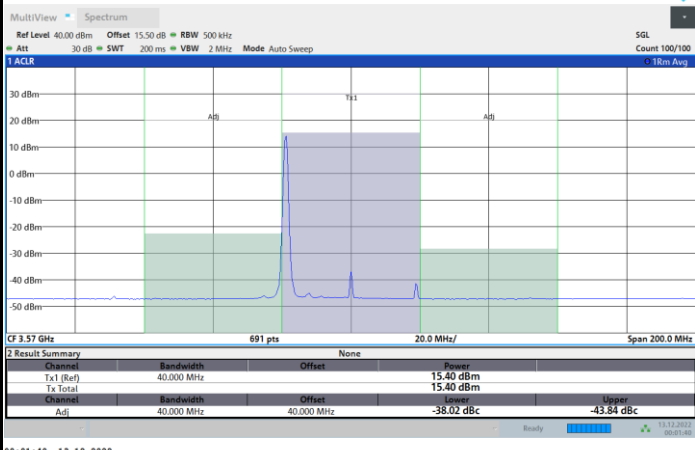 MultiView Spectrum
Ref Level 40.00 dBm Offset 15.50 dB RBW 500 kHz SGL
Att 30 dB SWT 200 ms VBW 2 MHz Mode Auto Sweep Count 100/100
1 ACLR 1Rm Avg
30 dBm
Tx1
20 dBm Adj Adj
10 dBm
0 dBm
-10 dBm
-20 dBm
-30 dBm
-40 dBm
-50 dBm
CF 3.57 GHz 691 pts 20.0 MHz/ Span 200.0 MHz
2 Result Summary None
Channel Bandwidth Offset Power
Tx1 (Ref) 40.000 MHz 15.40 dBm
Tx Total 15.40 dBm
Channel Bandwidth Offset Lower Upper
Adj 40.000 MHz 40.000 MHz -38.02 dBc -43.84 dBc
Ready 13.12.2022
00:01:40